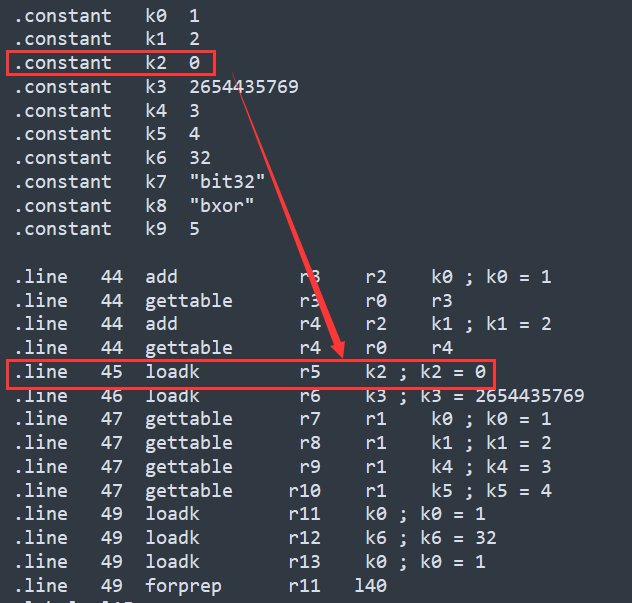 .constant k0 1
.constant k1 2
.constant k2 0
.constant k3 2654435769
.constant k4 3
.constant k5 4
.constant k6 32
.constant k7 "bit32"
.constant k8 "bxor"
.constant k9 5
.line 44 add r3 r2 k0 ; k0 = 1
.line 44 gettable r3 r0 r3
.line 44 add r4 r2 k1 ; k1 = 2
.line 44 gettable r4 r0 r4
.line 45 loadk r5 k2 ; k2 = 0
.line 46 loadk r6 k3 ; k3 = 2654435769
.line 47 gettable r7 r1 k0 ; k0 = 1
.line 47 gettable r8 r1 k1 ; k1 = 2
.line 47 gettable r9 r1 k4 ; k4 = 3
.line 47 gettable r10 r1 k5 ; k5 = 4
.line 49 loadk r11 k0 ; k0 = 1
.line 49 loadk r12 k6 ; k6 = 32
.line 49 loadk r13 k0 ; k0 = 1
.line 49 forprep r11 l40